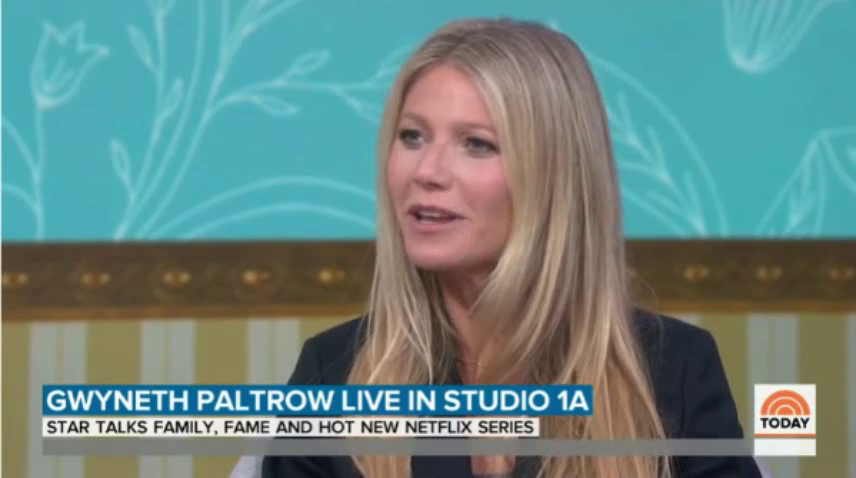 GWYNETH PALTROW LIVE IN STUDIO 1A
STAR TALKS FAMILY, FAME AND HOT NEW NETFLIX SERIES
TODAY